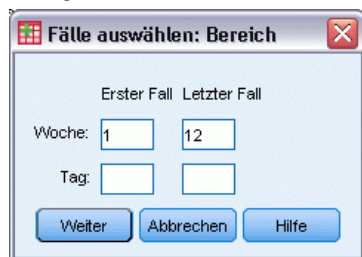 Fälle auswählen: Bereich
Erster Fall Letzter Fall
Woche: 1 12
Tag:
Weiter Abbrechen Hilfe